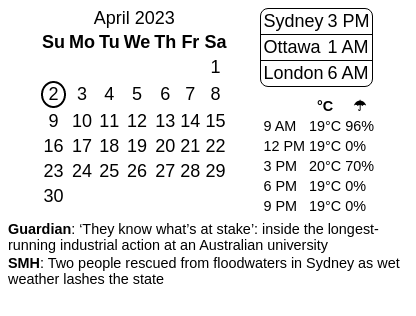 April 2023
Su Mo Tu We Th Fr Sa
1
2 3 4 5 6 7 8
9 10 11 12 13 14 15
16 17 18 19 20 21 22
23 24 25 26 27 28 29
30
Sydney 3 PM
Ottawa 1 AM
London 6 AM
°C ☂
9 AM 19°C 96%
12 PM 19°C 0%
3 PM 20°C 70%
6 PM 19°C 0%
9 PM 19°C 0%
Guardian: ‘They know what’s at stake’: inside the longest-
running industrial action at an Australian university
SMH: Two people rescued from floodwaters in Sydney as wet
weather lashes the state